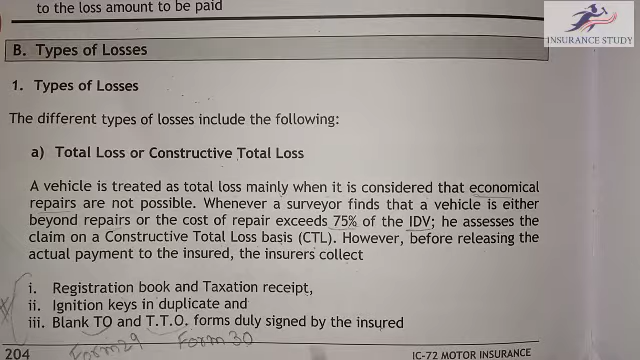 to the loss amount to be paid
INSURANCE STUDY
B. Types of Losses
1. Types of Losses
The different types of losses include the following:
a) Total Loss or Constructive Total Loss
A vehicle is treated as total loss mainly when it is considered that economical
repairs are not possible. Whenever a surveyor finds that a vehicle is either
beyond repairs or the cost of repair exceeds 75% of the IDV; he assesses the
claim on a Constructive Total Loss basis (CTL). However, before releasing the
actual payment to the insured, the insurers collect
i. Registration book and Taxation receipt,
ii. Ignition keys in duplicate and
iii. Blank TO and T.T.O. forms duly signed by the insured
Form 29 Form 30
204 IC-72 MOTOR INSURANCE